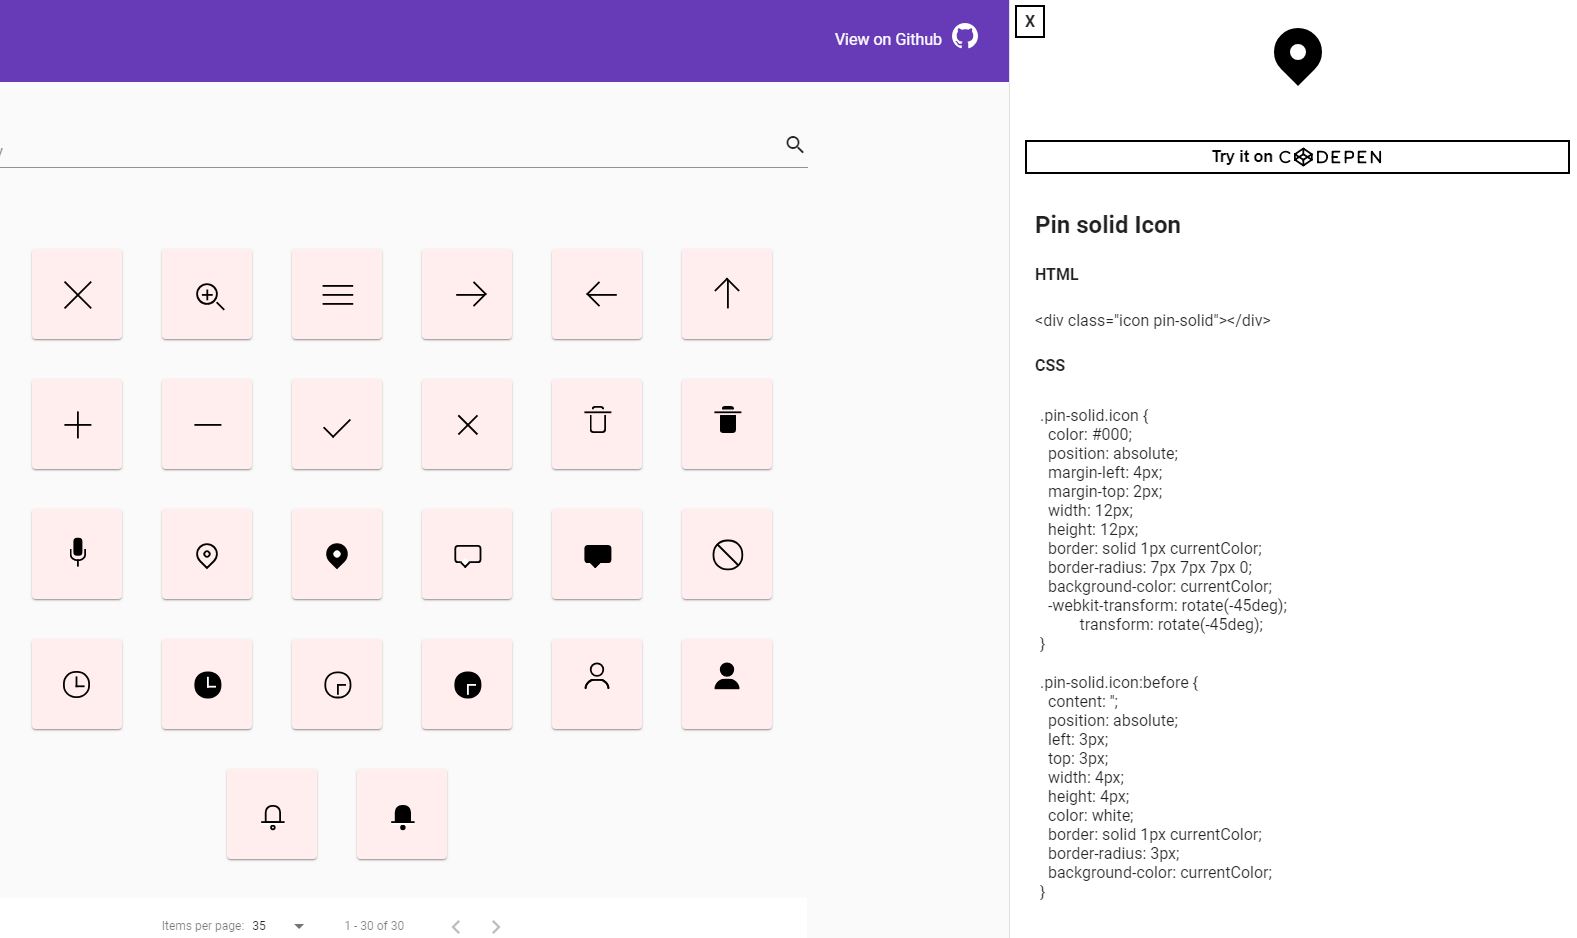 View on Github
X
Try it on CODEPEN
Pin solid Icon
HTML
<div class="icon pin-solid"></div>
CSS
.pin-solid.icon {
color: #000;
position: absolute;
margin-left: 4px;
margin-top: 2px;
width: 12px;
height: 12px;
border: solid 1px currentColor;
border-radius: 7px 7px 7px 0;
background-color: currentColor;
-webkit-transform: rotate(-45deg);
transform: rotate(-45deg);
}
.pin-solid.icon:before {
content: '';
position: absolute;
left: 3px;
top: 3px;
width: 4px;
height: 4px;
color: white;
border: solid 1px currentColor;
border-radius: 3px;
background-color: currentColor;
}
Items per page: 35
1 - 30 of 30